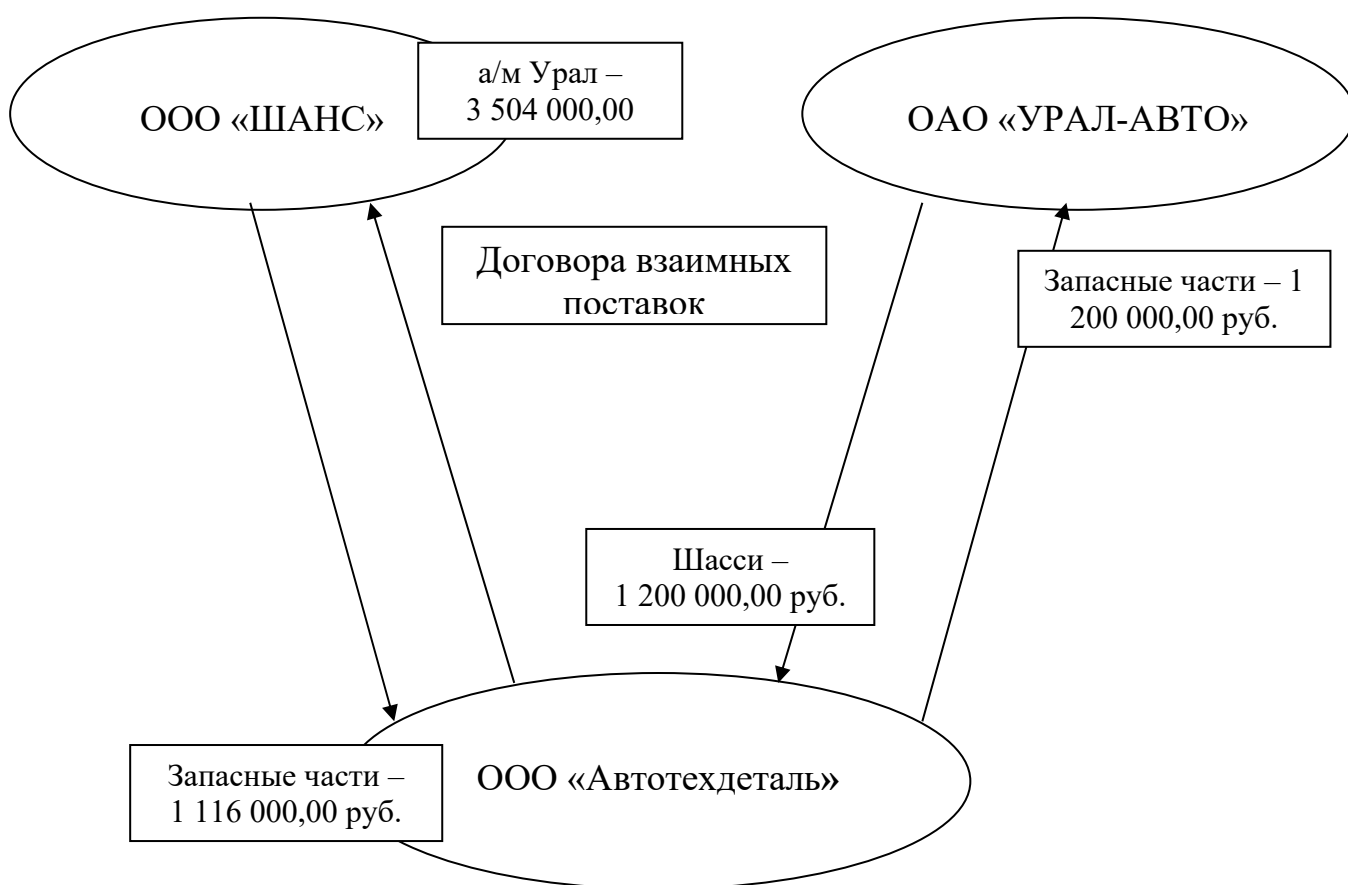 а/м Урал –
3 504 000,00
ООО «ШАНС»
ОАО «УРАЛ-АВТО»
Договора взаимных
поставок
Запасные части – 1
200 000,00 руб.
Шасси –
1 200 000,00 руб.
Запасные части –
1 116 000,00 руб.
ООО «Автотехдеталь»